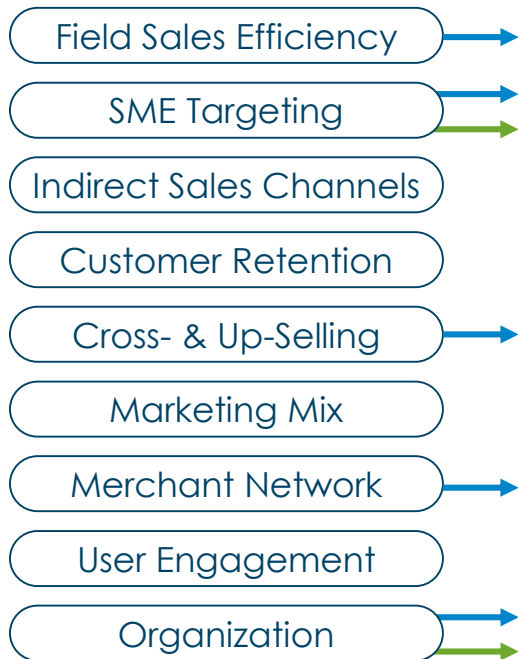 Field Sales Efficiency
SME Targeting
Indirect Sales Channels
Customer Retention
Cross- & Up-Selling
Marketing Mix
Merchant Network
User Engagement
Organization